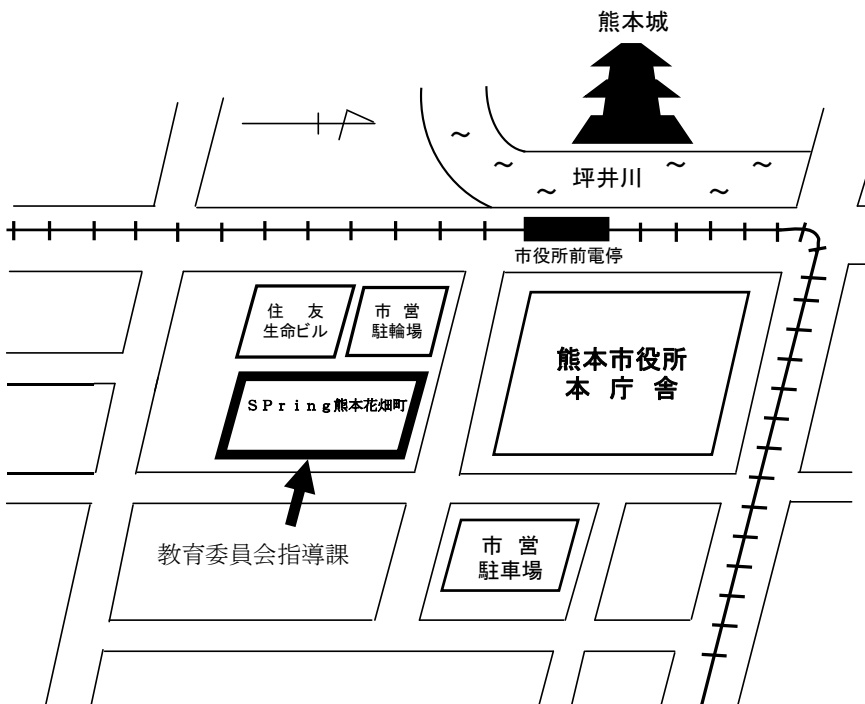 熊本城
坪井川
市役所前電停
住　友
生命ビル
市 営
駐輪場
熊本市役所
本 庁 舎
ＳＰｒｉｎｇ熊本花畑町
教育委員会指導課
市 営
駐車場